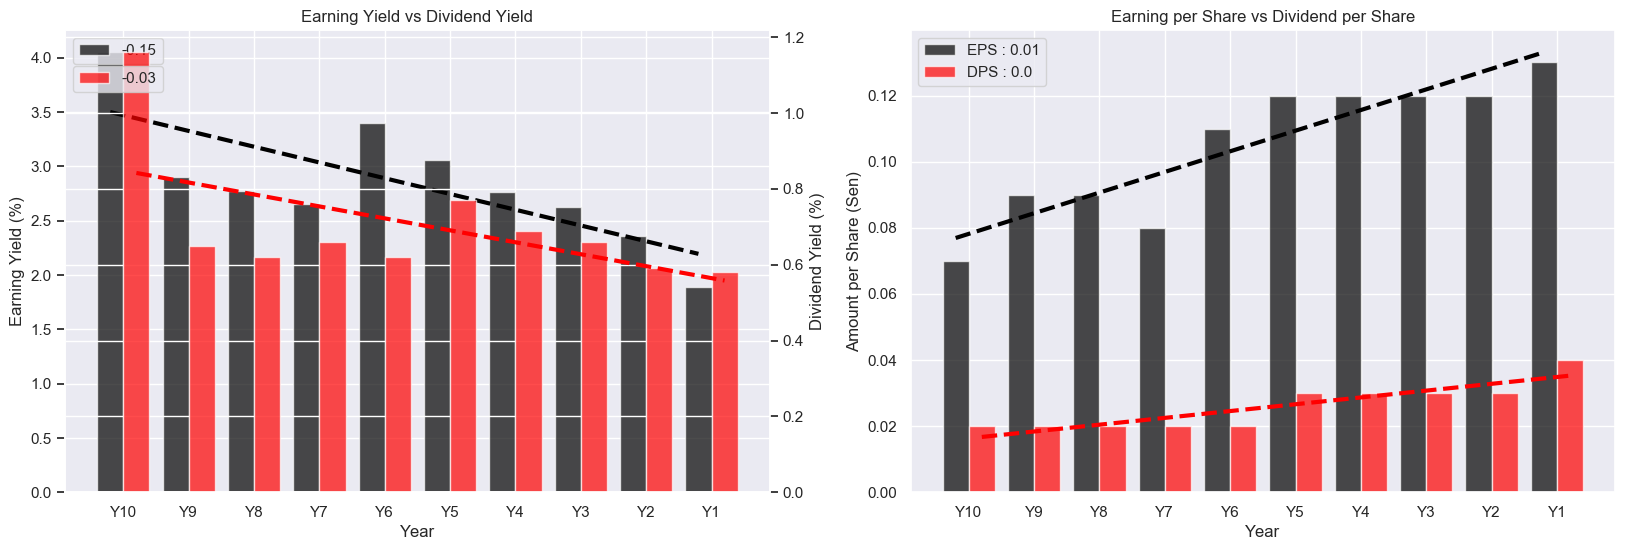 Earning Yield vs Dividend Yield
-0.15
-0.03
4.0
3.5
3.0
2.5
2.0
1.5
1.0
0.5
0.0
Earning Yield (%)
1.2
1.0
0.8
0.6
0.4
0.2
0.0
Dividend Yield (%)
Y10 Y9 Y8 Y7 Y6 Y5 Y4 Y3 Y2 Y1
Year
Earning per Share vs Dividend per Share
EPS : 0.01
DPS : 0.0
0.12
0.10
0.08
0.06
0.04
0.02
0.00
Amount per Share (Sen)
Y10 Y9 Y8 Y7 Y6 Y5 Y4 Y3 Y2 Y1
Year